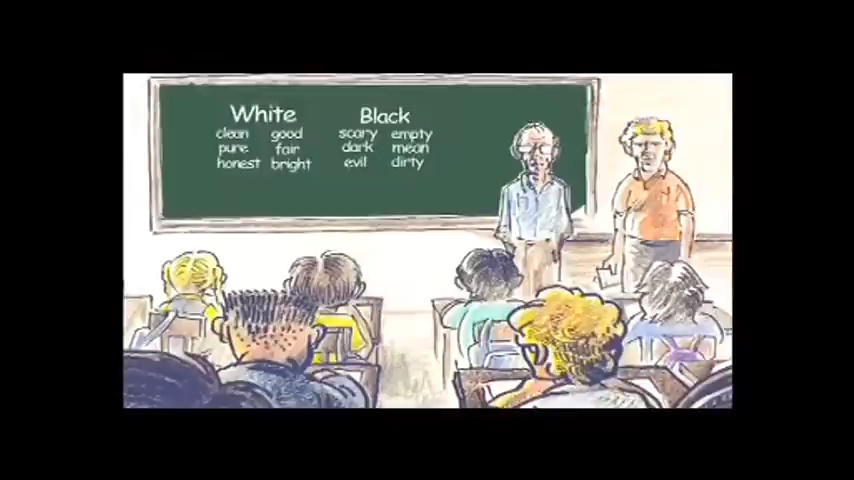 White Black
clean good scary empty
pure fair dark mean
honest bright evil dirty